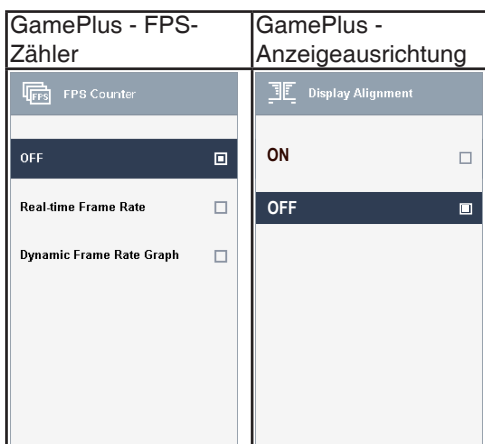 GamePlus - FPS-
Zähler
GamePlus -
Anzeigeausrichtung
FPS
FPS Counter
OFF
Real-time Frame Rate
Dynamic Frame Rate Graph
Display Alignment
ON
OFF